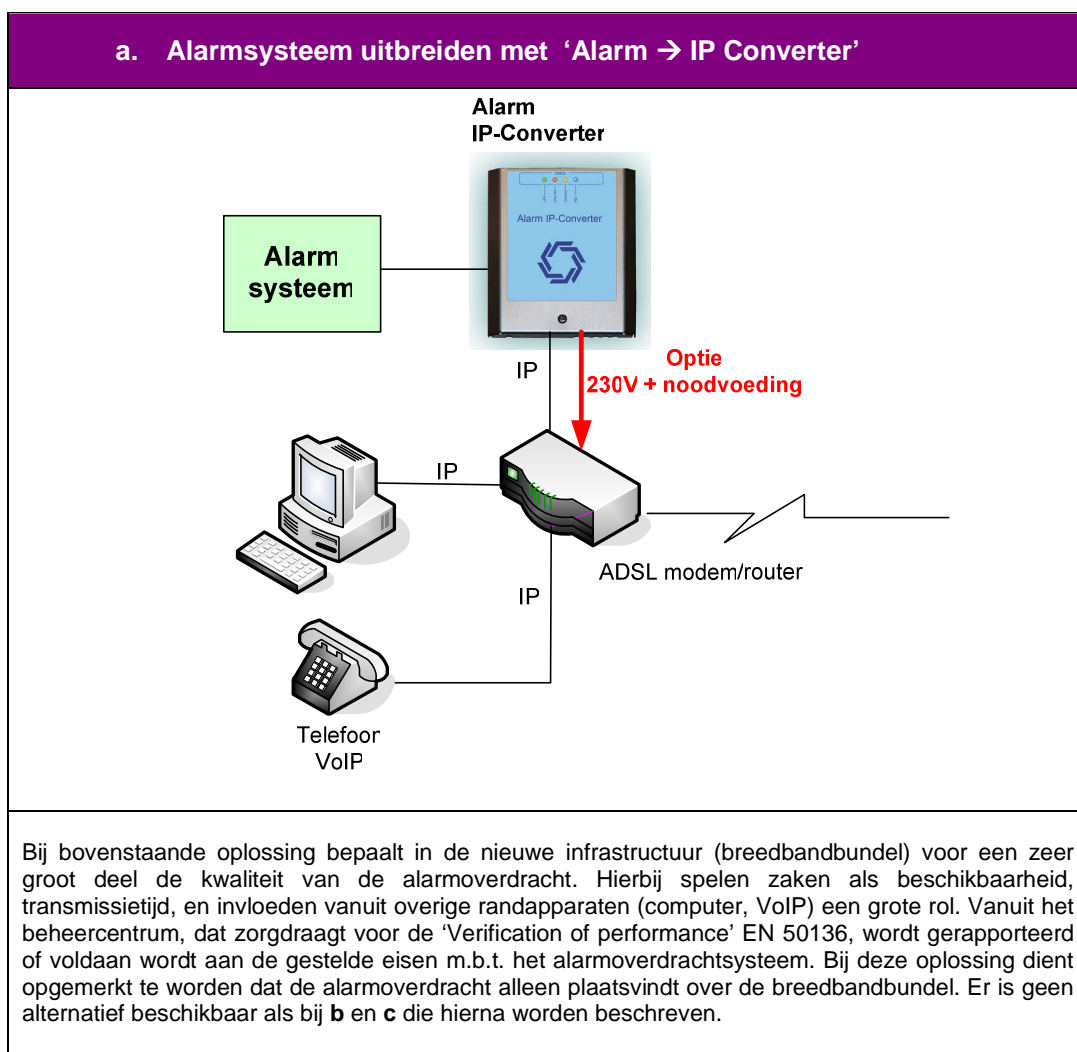 a. Alarmsysteem uitbreiden met ‘Alarm → IP Converter’
Alarm
IP-Converter
Alarm IP-Converter
Alarm
systeem
IP
Optie
230V + noodvoeding
IP
ADSL modem/router
IP
Telefoor
VoIP
Bij bovenstaande oplossing bepaalt in de nieuwe infrastructuur (breedbandbundel) voor een zeer
groot deel de kwaliteit van de alarmoverdracht. Hierbij spelen zaken als beschikbaarheid,
transmissietijd, en invloeden vanuit overige randapparaten (computer, VoIP) een grote rol. Vanuit het
beheercentrum, dat zorgdraagt voor de ‘Verification of performance’ EN 50136, wordt gerapporteerd
of voldaan wordt aan de gestelde eisen m.b.t. het alarmoverdrachtsysteem. Bij deze oplossing dient
opgemerkt te worden dat de alarmoverdracht alleen plaatsvindt over de breedbandbundel. Er is geen
alternatief beschikbaar als bij b en c die hierna worden beschreven.